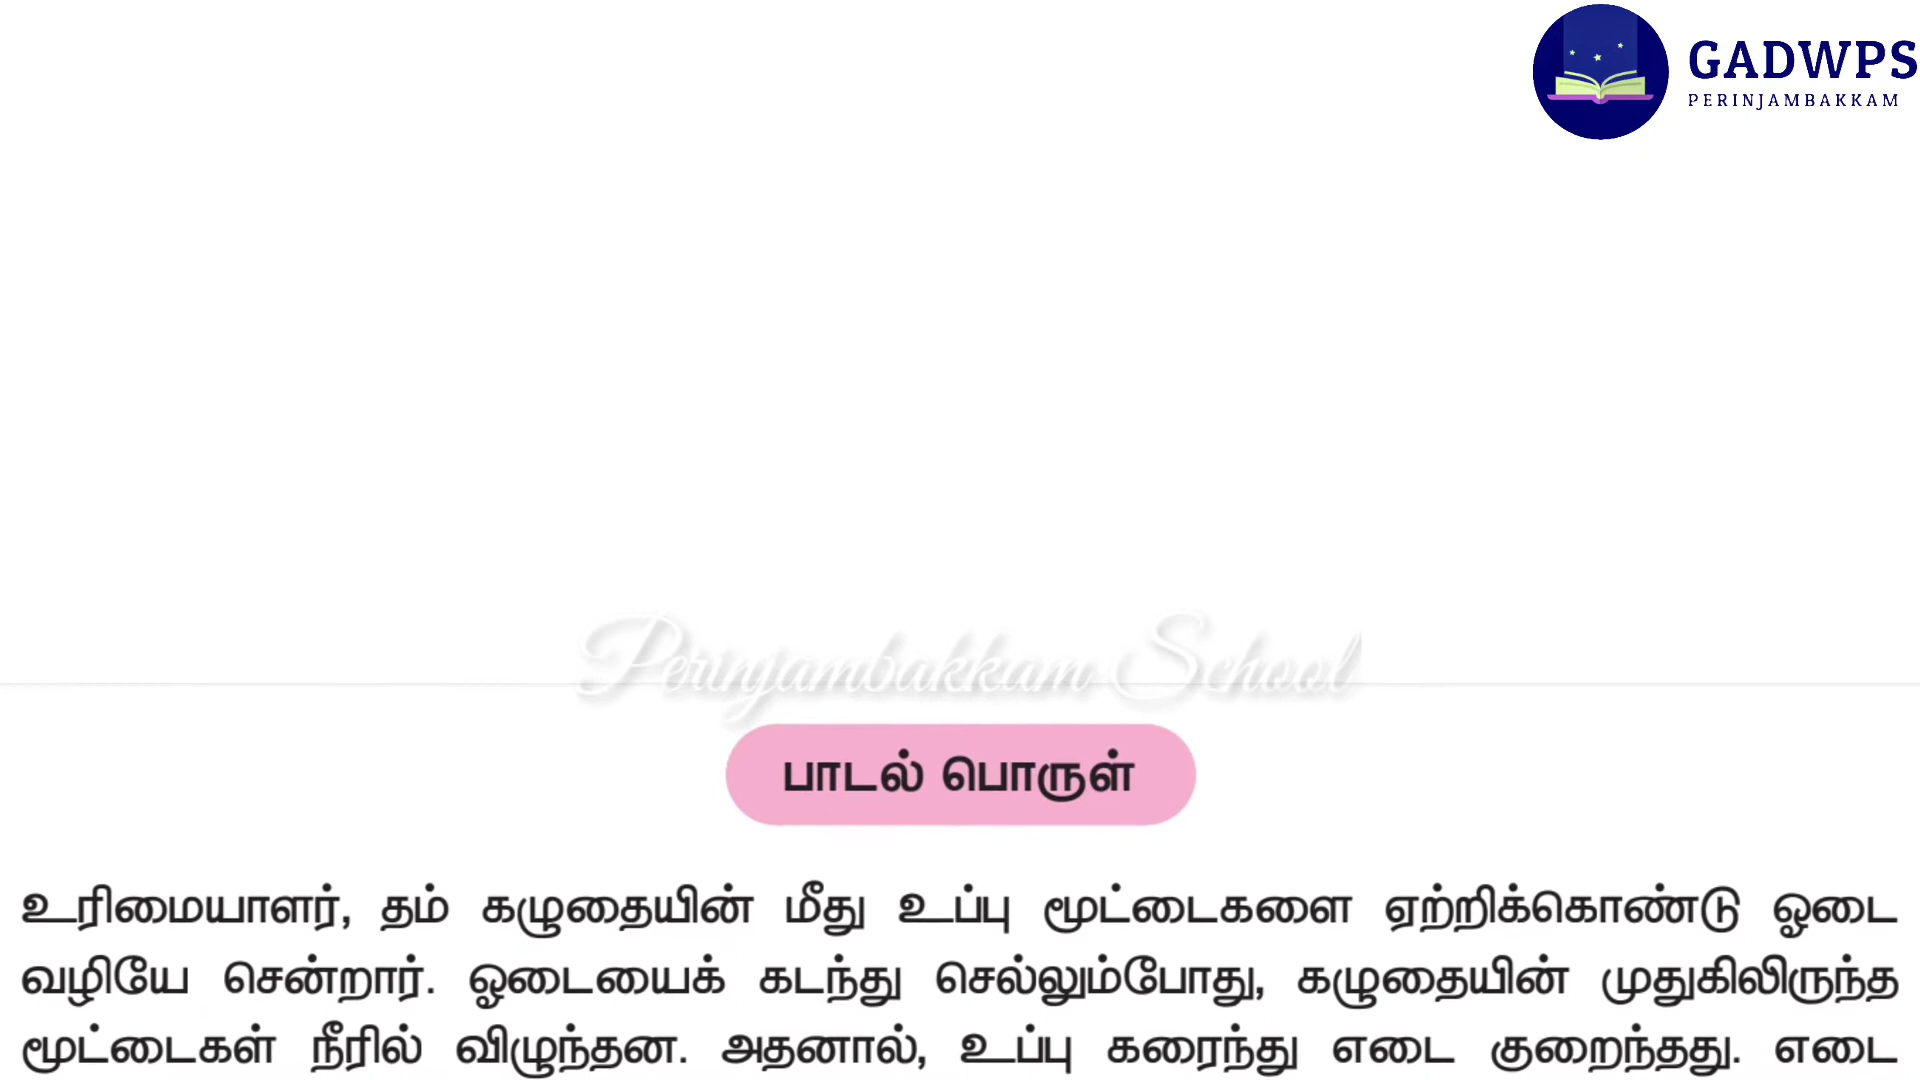 GADWPS
PERINJAMBAKKAM
Perinjambakkam School
பாடல் பொருள்
உரிமையாளர், தம் கழுதையின் மீது உப்பு மூட்டைகளை ஏற்றிக்கொண்டு ஓடை
வழியே சென்றார். ஓடையைக் கடந்து செல்லும்போது, கழுதையின் முதுகிலிருந்த
மூட்டைகள் நீரில் விழுந்தன. அதனால், உப்பு கரைந்து எடை குறைந்தது. எடை